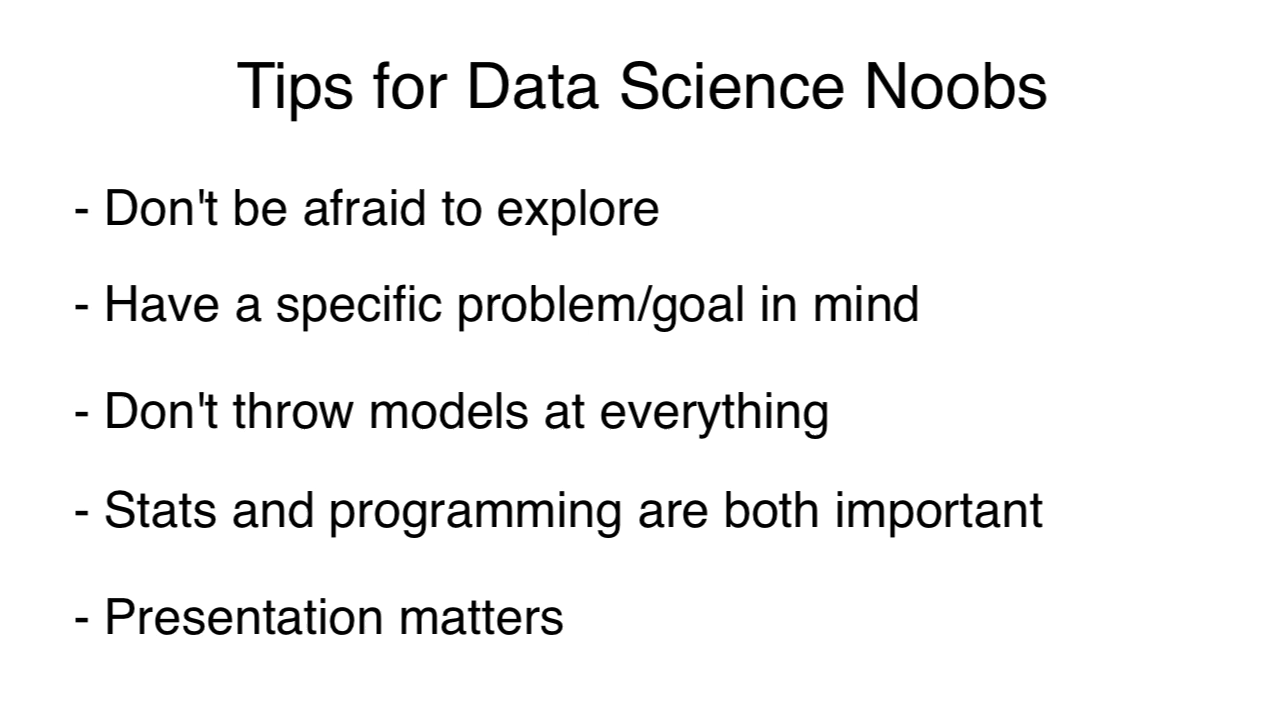 Tips for Data Science Noobs
- Don't be afraid to explore
- Have a specific problem/goal in mind
- Don't throw models at everything
- Stats and programming are both important
- Presentation matters